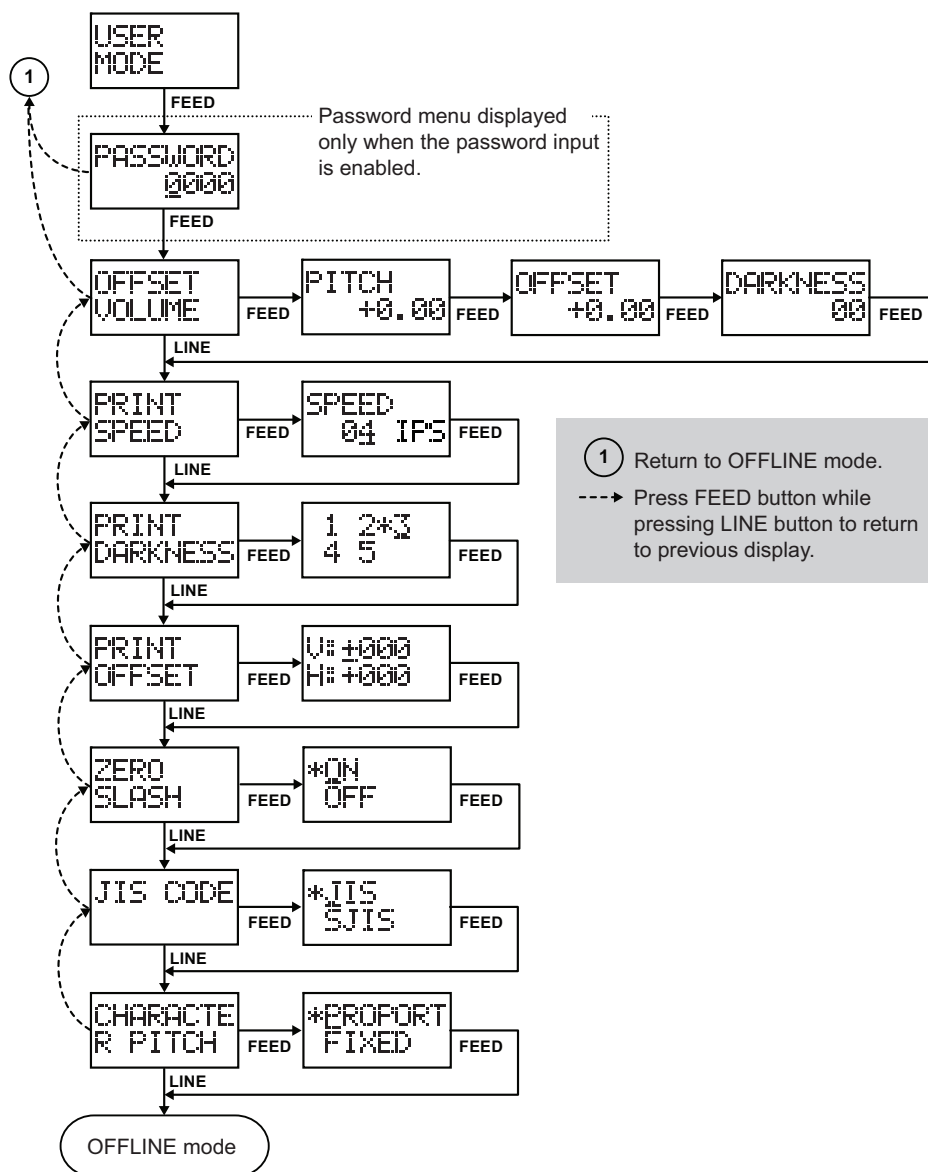 USER
MODE
1
FEED
Password menu displayed
only when the password input
is enabled.
PASSWORD
0000
FEED
OFFSET
VOLUME
FEED
PITCH
+0.00
FEED
OFFSET
+0.00
FEED
DARKNESS
00
FEED
LINE
PRINT
SPEED
FEED
SPEED
04 IPS
FEED
LINE
1 Return to OFFLINE mode.
Press FEED button while
pressing LINE button to return
to previous display.
PRINT
DARKNESS
FEED
1 2*3
4 5
FEED
LINE
PRINT
OFFSET
FEED
V:+000
H:+000
FEED
LINE
ZERO
SLASH
FEED
*ON
OFF
FEED
LINE
JIS CODE
FEED
*JIS
SJIS
FEED
LINE
CHARACTE
R PITCH
FEED
*PROPORT
FIXED
FEED
LINE
OFFLINE mode